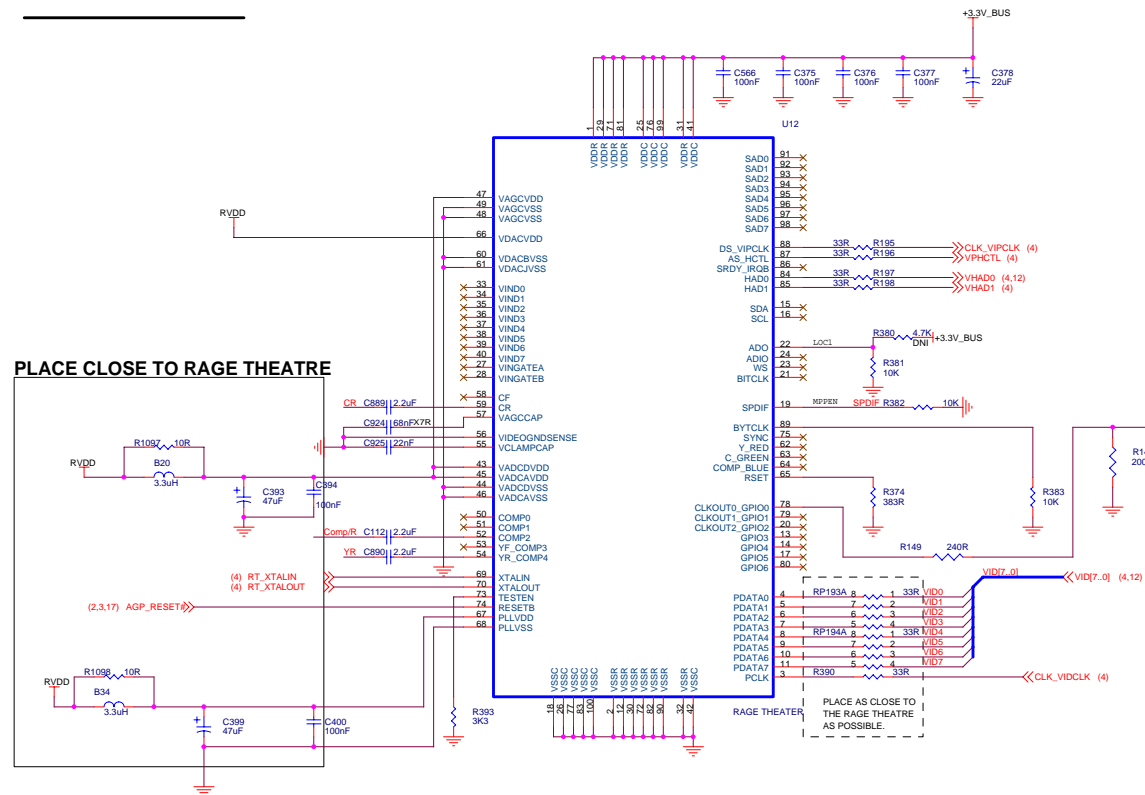 +3.3V_BUS
C566
100nF
C375
100nF
C376
100nF
C377
100nF
C378
22uF
+
U12
1 VDDR
29 VDDR
71 VDDR
81 VDDR
25 VDDC
76 VDDC
99 VDDC
31 VDDR
41 VDDC
47 VAGCVDD
49 VAGCVSS
48 VAGCVSS
RVDD
66 VDACVDD
60 VDACBVSS
61 VDACJVSS
33 VIND0
34 VIND1
35 VIND2
36 VIND3
37 VIND4
38 VIND5
39 VIND6
40 VIND7
27 VINGATEA
28 VINGATEB
58 CF
CR C889 2.2uF 59 CR
C924 68nF X7R 57 VAGCCAP
56 VIDEOGNDSENSE
C925 22nF 55 VCLAMPCAP
43 VADCDVDD
45 VADCAVDD
44 VADCDVSS
46 VADCAVSS
50 COMP0
51 COMP1
Comp/R C112 2.2uF 52 COMP2
53 YF_COMP3
YR C890 2.2uF 54 YR_COMP4
(4) RT_XTALIN 69 XTALIN
(4) RT_XTALOUT 70 XTALOUT
73 TESTEN
(2,3,17) AGP_RESET# 74 RESETB
67 PLLVDD
68 PLLVSS
PLACE CLOSE TO RAGE THEATRE
R1097 10R
RVDD
B20
3.3uH
+
C393
47uF
C394
100nF
R1098 10R
RVDD
B34
3.3uH
+
C399
47uF
C400
100nF
R393
3K3
18 VSSC
26 VSSC
77 VSSC
83 VSSC
100 VSSC
2 VSSR
12 VSSR
30 VSSR
72 VSSR
82 VSSR
90 VSSR
32 VSSR
42 VSSC
RAGE THEATER
SAD0 91
SAD1 92
SAD2 93
SAD3 94
SAD4 95
SAD5 96
SAD6 97
SAD7 98
DS_VIPCLK 88 33R R195 CLK_VIPCLK (4)
AS_HCTL 87 33R R196 VPHCTL (4)
SRDY_IRQB 86
HAD0 84 33R R197 VHAD0 (4,12)
HAD1 85 33R R198 VHAD1 (4)
SDA 15
SCL 16
ADO 22 LOC1
R380 4.7K
DNI
+3.3V_BUS
R381
10K
ADIO 24
WS 23
BITCLK 21
SPDIF 19 MPPEN SPDIF R382 10K
BYTCLK 89
SYNC 75
Y_RED 62
C_GREEN 63
COMP_BLUE 64
RSET 65
R374
383R
R383
10K
R14
200
CLKOUT0_GPIO0 78
CLKOUT1_GPIO1 79
CLKOUT2_GPIO2 20
GPIO3 13
GPIO4 14
GPIO5 17
GPIO6 80
R149 240R
VID[7..0]
VID[7..0] (4,12)
PDATA0 4 RP193A 8 1 33R VID0
PDATA1 5 7 2 VID1
PDATA2 6 6 3 VID2
PDATA3 7 5 4 VID3
PDATA4 8 RP194A 8 1 33R VID4
PDATA5 9 7 2 VID5
PDATA6 10 6 3 VID6
PDATA7 11 5 4 VID7
PCLK 3 R390 33R CLK_VIDCLK (4)
PLACE AS CLOSE TO
THE RAGE THEATRE
AS POSSIBLE.